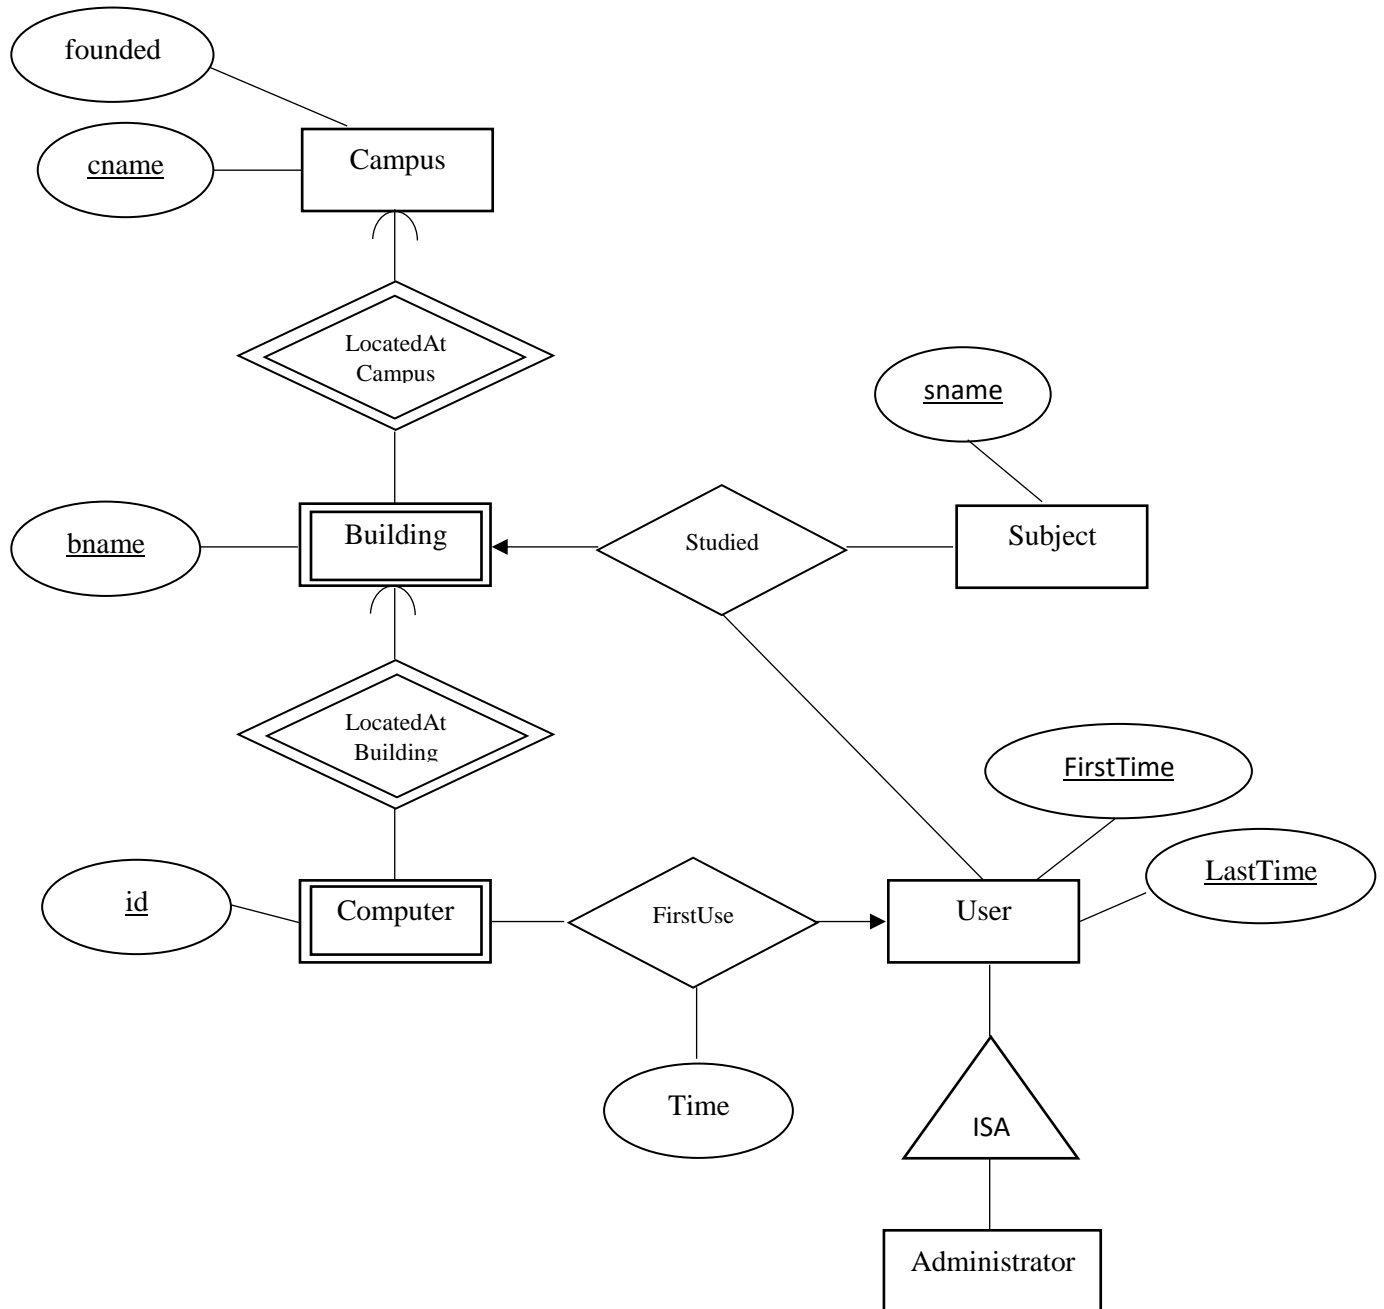 founded
cname
Campus
LocatedAt
Campus
sname
bname
Building
Studied
Subject
LocatedAt
Building
FirstTime
LastTime
id
Computer
FirstUse
User
Time
ISA
Administrator